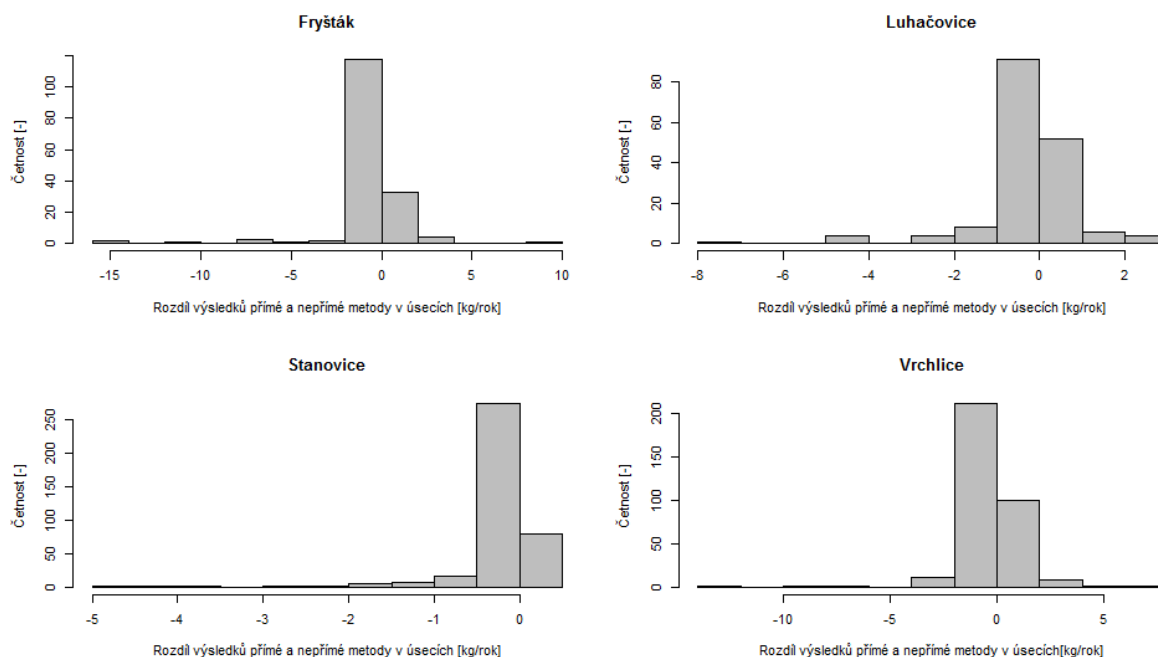 Fryšták
Četnost [-]
0 20 40 60 80 100
-15 -10 -5 0 5 10
Rozdíl výsledků přímé a nepřímé metody v úsecích [kg/rok]
Luhačovice
Četnost [-]
0 20 40 60 80
-8 -6 -4 -2 0 2
Rozdíl výsledků přímé a nepřímé metody v úsecích [kg/rok]
Stanovice
Četnost [-]
0 50 100 150 200 250
-5 -4 -3 -2 -1 0
Rozdíl výsledků přímé a nepřímé metody v úsecích [kg/rok]
Vrchlice
Četnost [-]
0 50 100 150 200
-10 -5 0 5
Rozdíl výsledků přímé a nepřímé metody v úsecích[kg/rok]